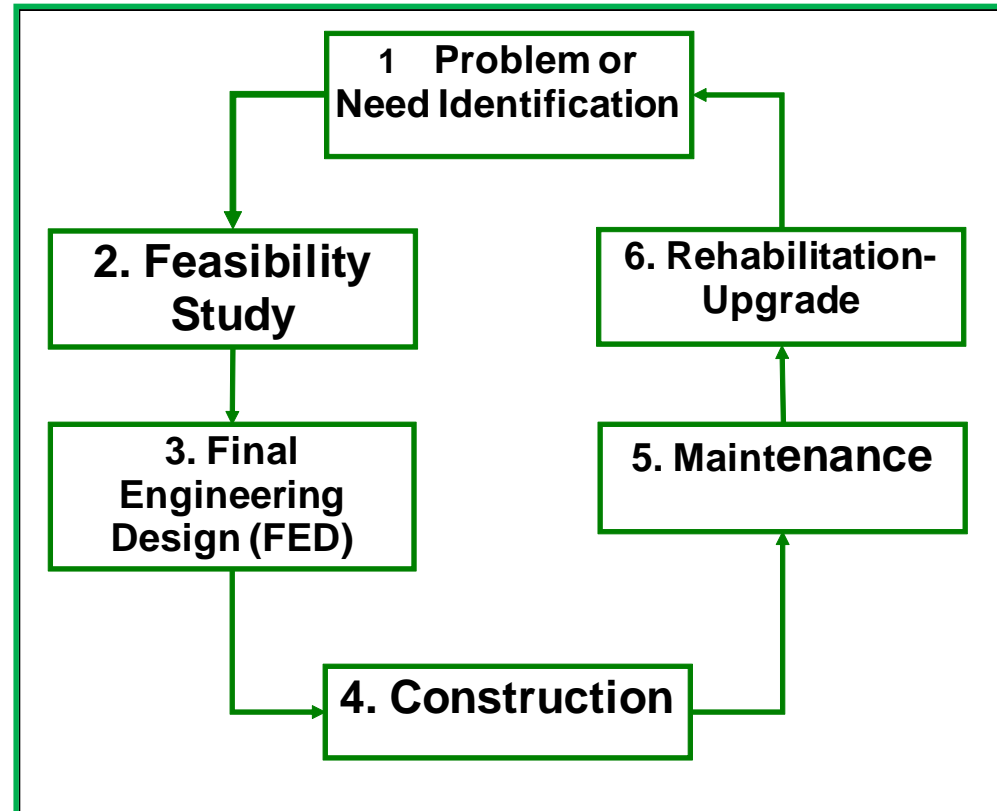 1 Problem or
Need Identification
2. Feasibility
Study
3. Final
Engineering
Design (FED)
4. Construction
5. Maintenance
6. Rehabilitation-
Upgrade